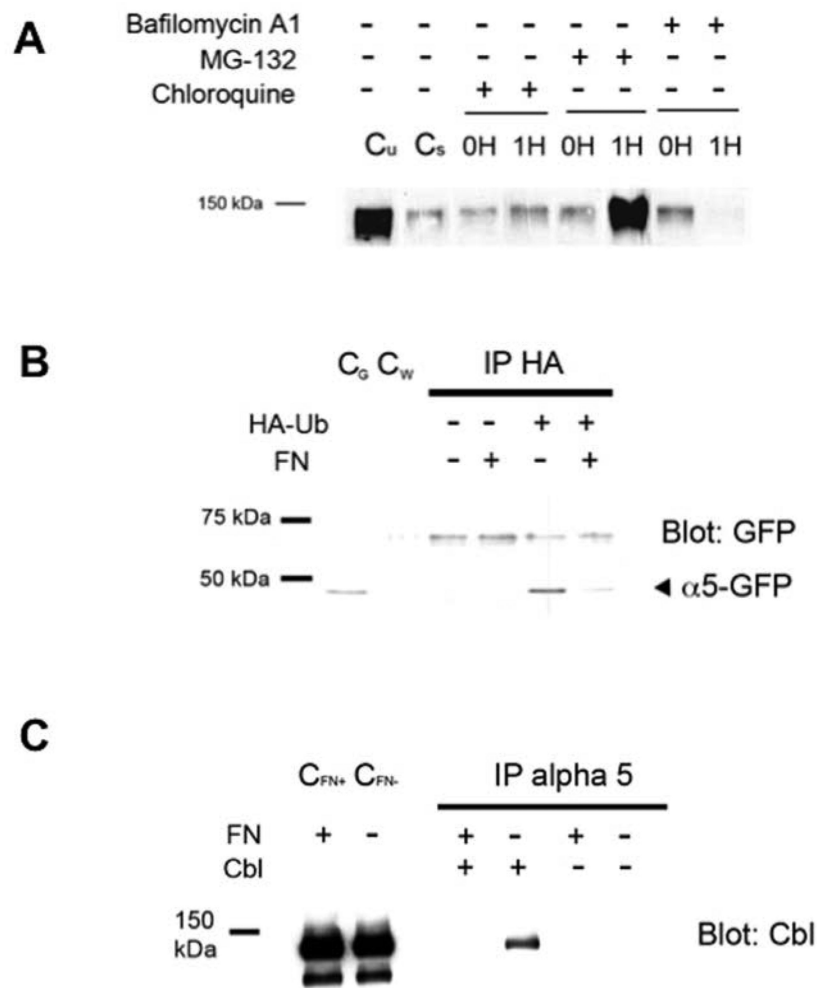 A
Bafilomycin A1 - - - - - - + +
MG-132 - - - - + + - -
Chloroquine - - + + - - - -
Cu Cs 0H 1H 0H 1H 0H 1H
150 kDa
B
CG CW IP HA
HA-Ub - - + +
FN - + - +
75 kDa
Blot: GFP
50 kDa
◄ α5-GFP
C
CFN+ CFN- IP alpha 5
FN + - + - + -
Cbl + + - -
150
kDa
Blot: Cbl